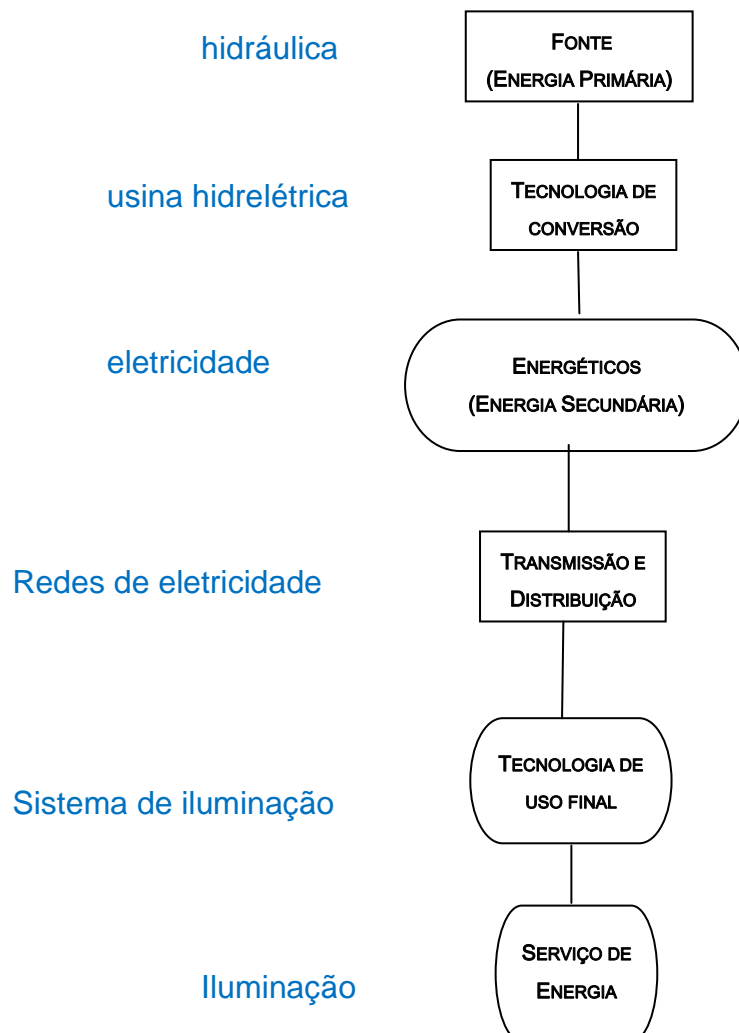 hidráulica
FONTE
(ENERGIA PRIMÁRIA)
usina hidrelétrica
TECNOLOGIA DE
CONVERSÃO
eletricidade
ENERGÉTICOS
(ENERGIA SECUNDÁRIA)
Redes de eletricidade
TRANSMISSÃO E
DISTRIBUIÇÃO
Sistema de iluminação
TECNOLOGIA DE
USO FINAL
Iluminação
SERVIÇO DE
ENERGIA